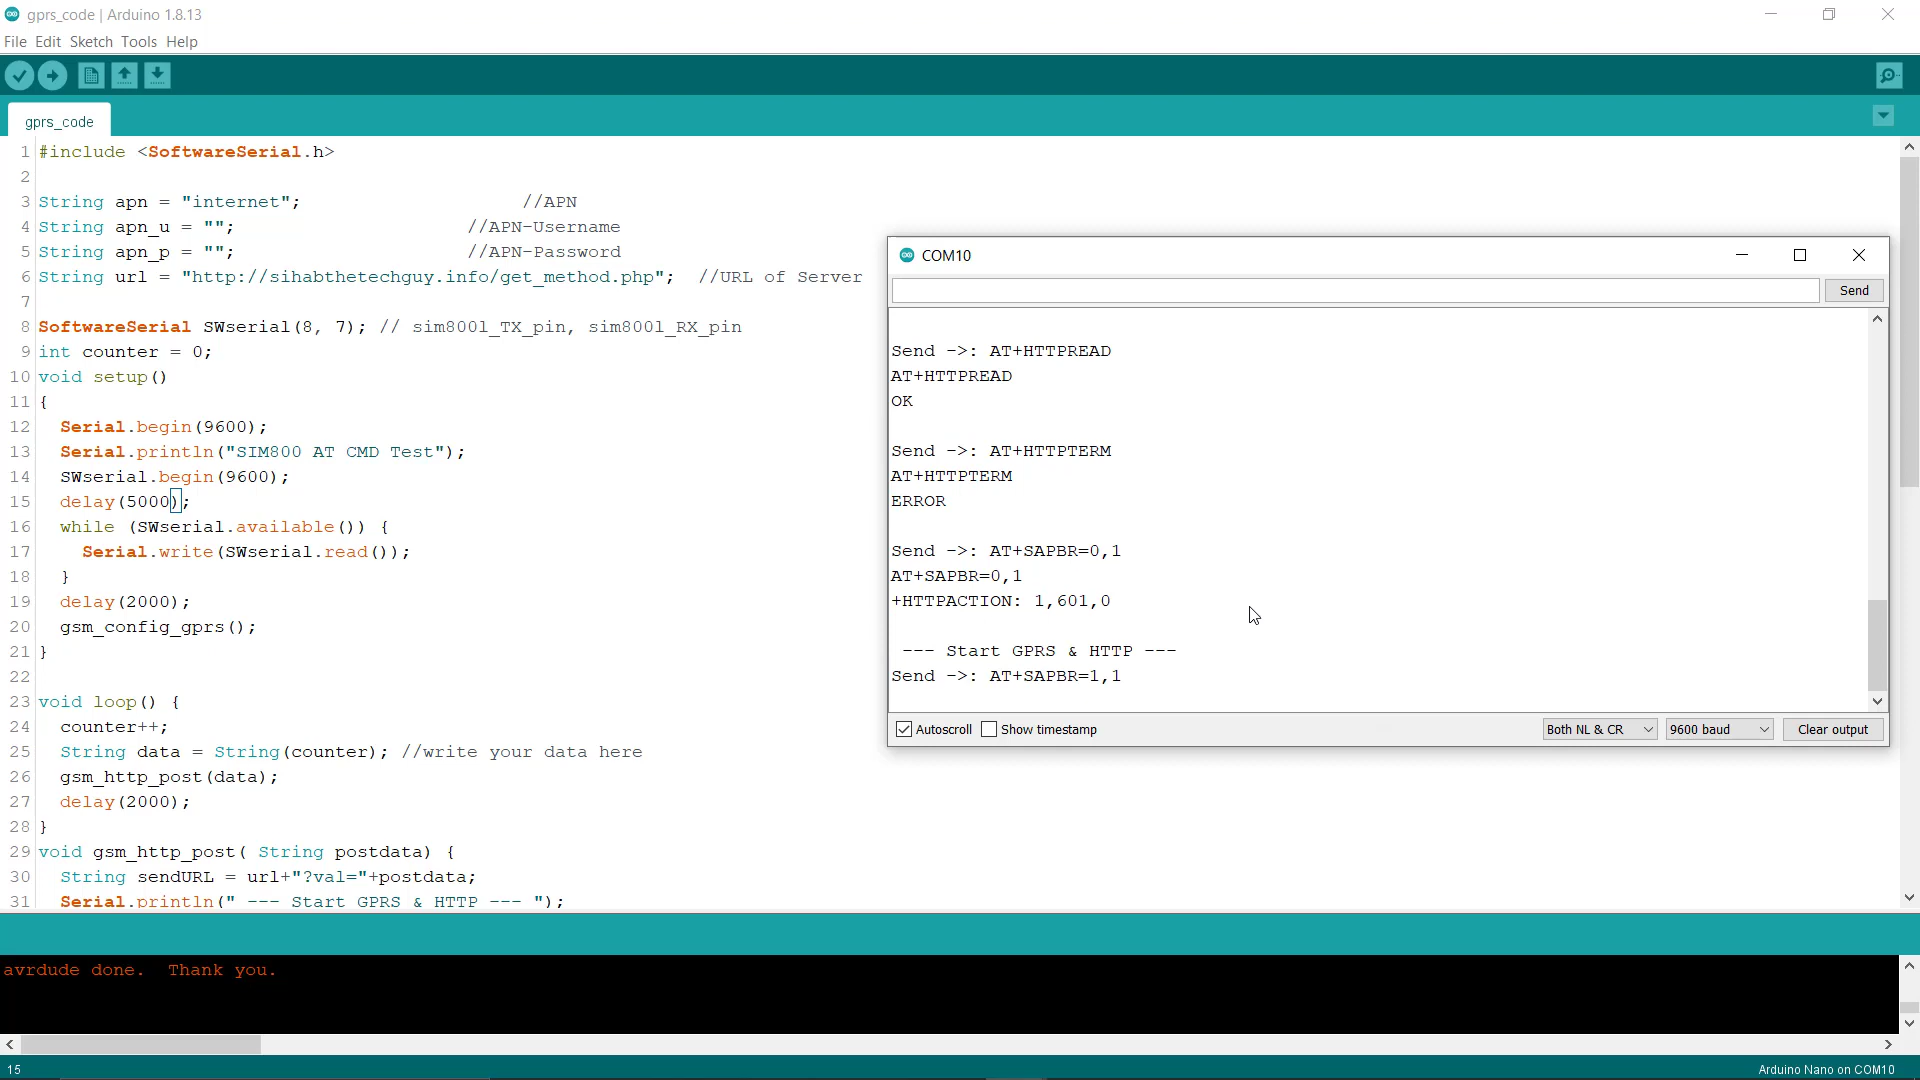 gprs_code | Arduino 1.8.13
File Edit Sketch Tools Help
gprs_code
1 #include <SoftwareSerial.h>
2
3 String apn = "internet"; //APN
4 String apn_u = ""; //APN-Username
5 String apn_p = ""; //APN-Password
6 String url = "http://sihabthetechguy.info/get_method.php"; //URL of Server
7
8 SoftwareSerial SWserial(8, 7); // sim800l_TX_pin, sim800l_RX_pin
9 int counter = 0;
10 void setup()
11 {
12 Serial.begin(9600);
13 Serial.println("SIM800 AT CMD Test");
14 SWserial.begin(9600);
15 delay(5000);
16 while (SWserial.available()) {
17 Serial.write(SWserial.read());
18 }
19 delay(2000);
20 gsm_config_gprs();
21 }
22
23 void loop() {
24 counter++;
25 String data = String(counter); //write your data here
26 gsm_http_post(data);
27 delay(2000);
28 }
29 void gsm_http_post( String postdata) {
30 String sendURL = url+"?val="+postdata;
31 Serial.println(" --- Start GPRS & HTTP --- ");
COM10
Send
Send ->: AT+HTTPREAD
AT+HTTPREAD
OK
Send ->: AT+HTTPTERM
AT+HTTPTERM
ERROR
Send ->: AT+SAPBR=0,1
AT+SAPBR=0,1
+HTTPACTION: 1,601,0
--- Start GPRS & HTTP ---
Send ->: AT+SAPBR=1,1
Autoscroll Show timestamp Both NL & CR 9600 baud Clear output
avrdude done. Thank you.
15 Arduino Nano on COM10